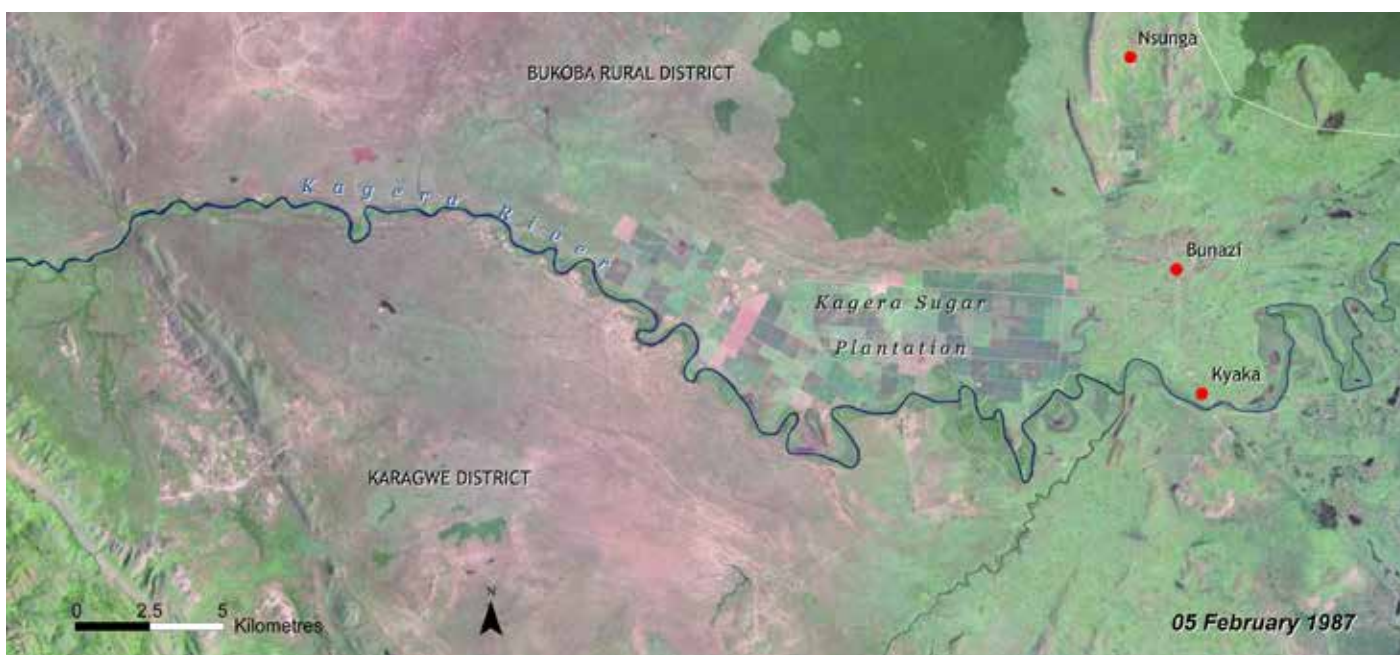 Nsunga
BUKOBA RURAL DISTRICT
Kagera River
Bunazi
Kagera Sugar
Plantation
Kyaka
KARAGWE DISTRICT
N
0 2.5 5
Kilometres
05 February 1987